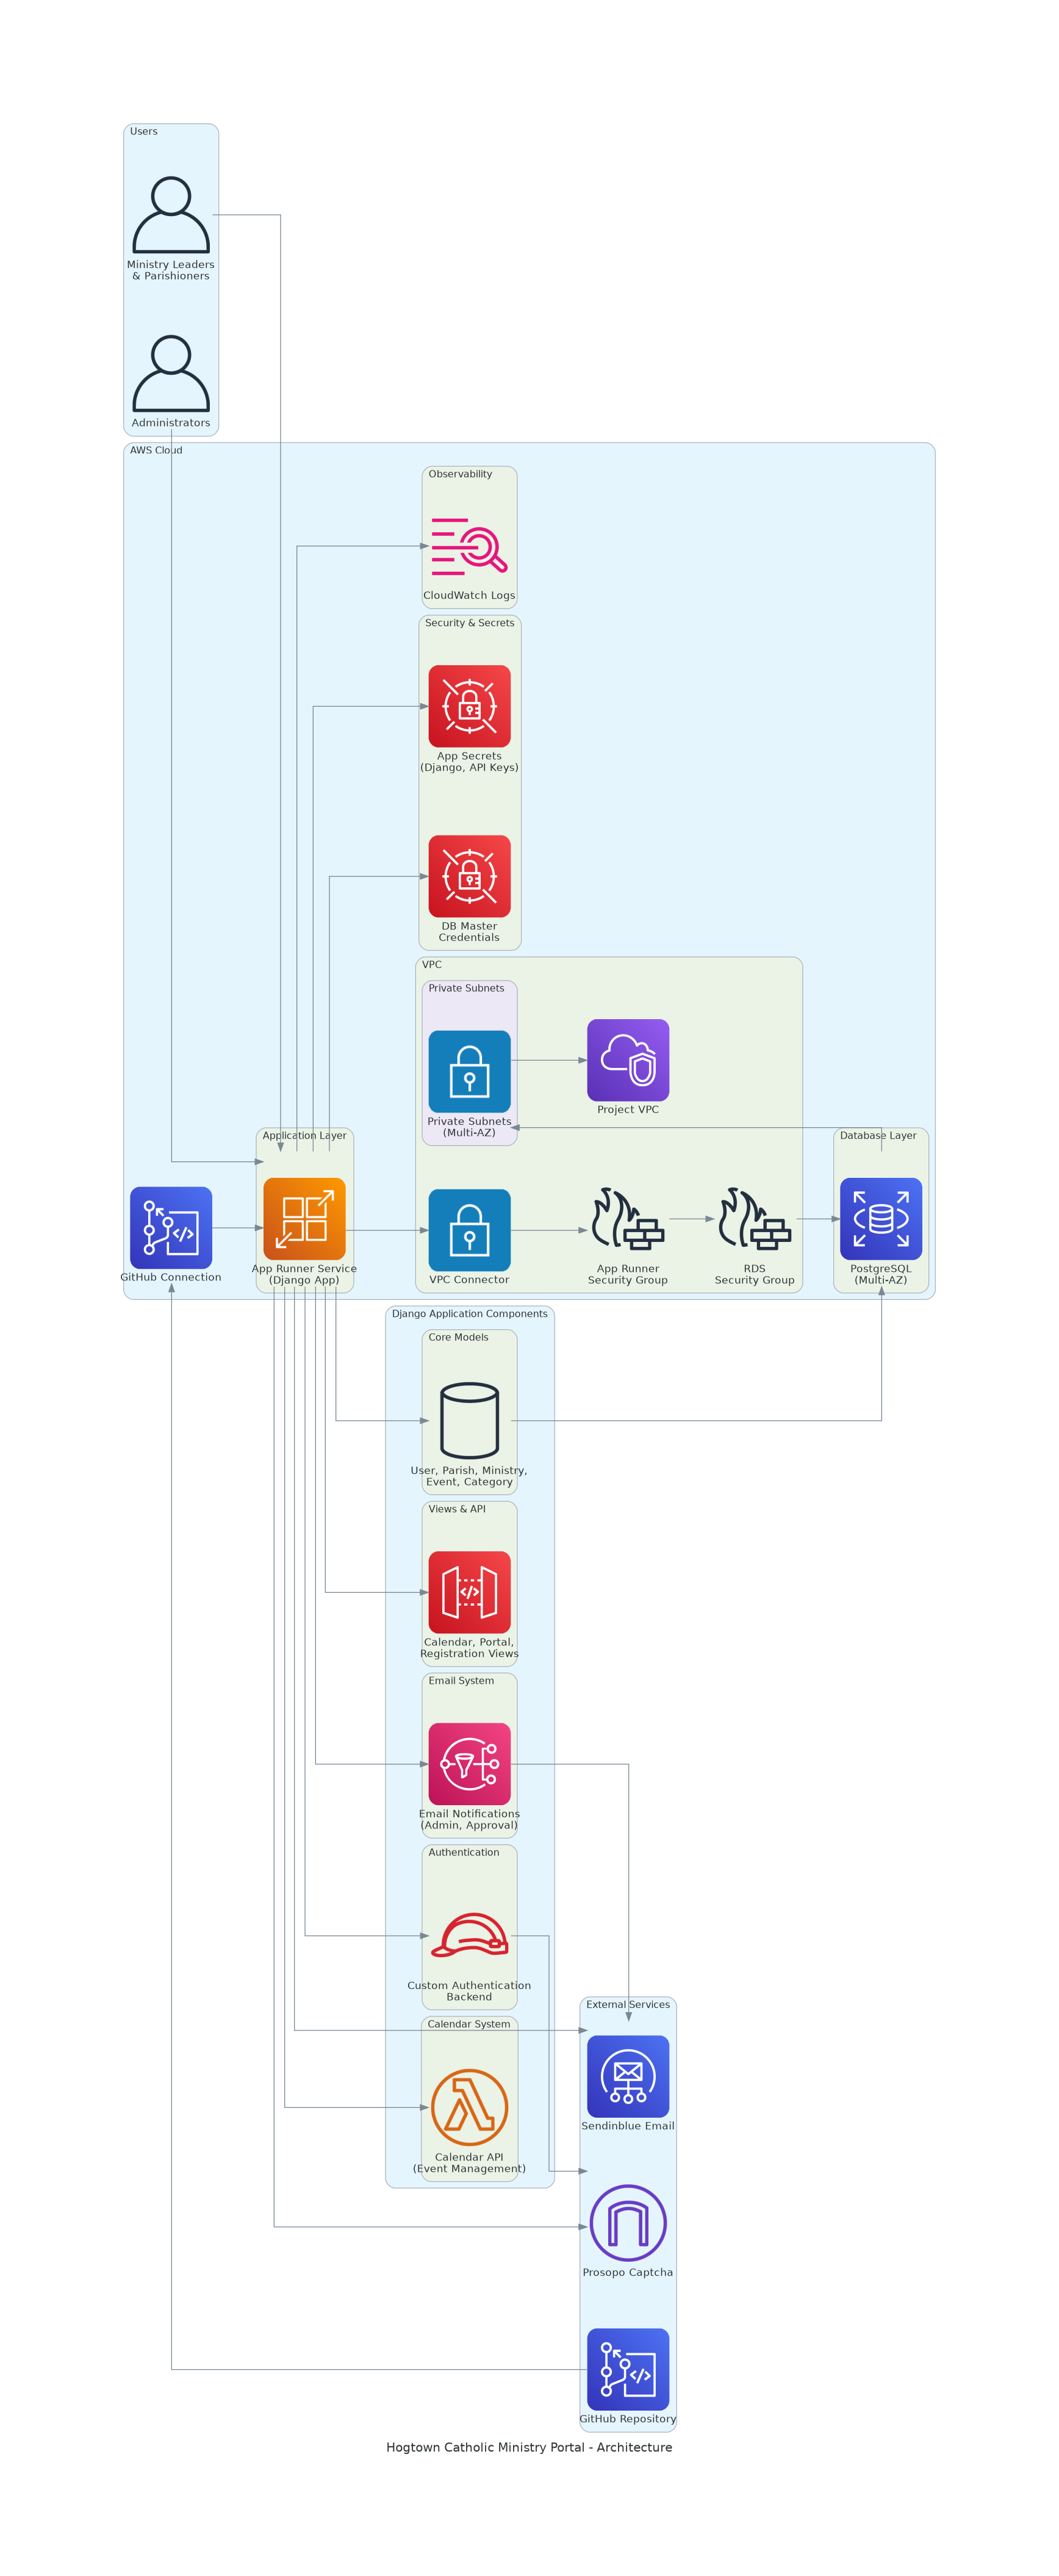 Users
Ministry Leaders
& Parishioners
Administrators
AWS Cloud
Observability
CloudWatch Logs
Security & Secrets
App Secrets
(Django, API Keys)
DB Master
Credentials
VPC
Private Subnets
Private Subnets
(Multi-AZ)
Project VPC
Application Layer
Database Layer
GitHub Connection
App Runner Service
(Django App)
VPC Connector
App Runner
Security Group
RDS
Security Group
PostgreSQL
(Multi-AZ)
Django Application Components
Core Models
User, Parish, Ministry,
Event, Category
Views & API
Calendar, Portal,
Registration Views
Email System
Email Notifications
(Admin, Approval)
Authentication
Custom Authentication
Backend
External Services
Calendar System
Sendinblue Email
Calendar API
(Event Management)
Prosopo Captcha
GitHub Repository
Hogtown Catholic Ministry Portal - Architecture